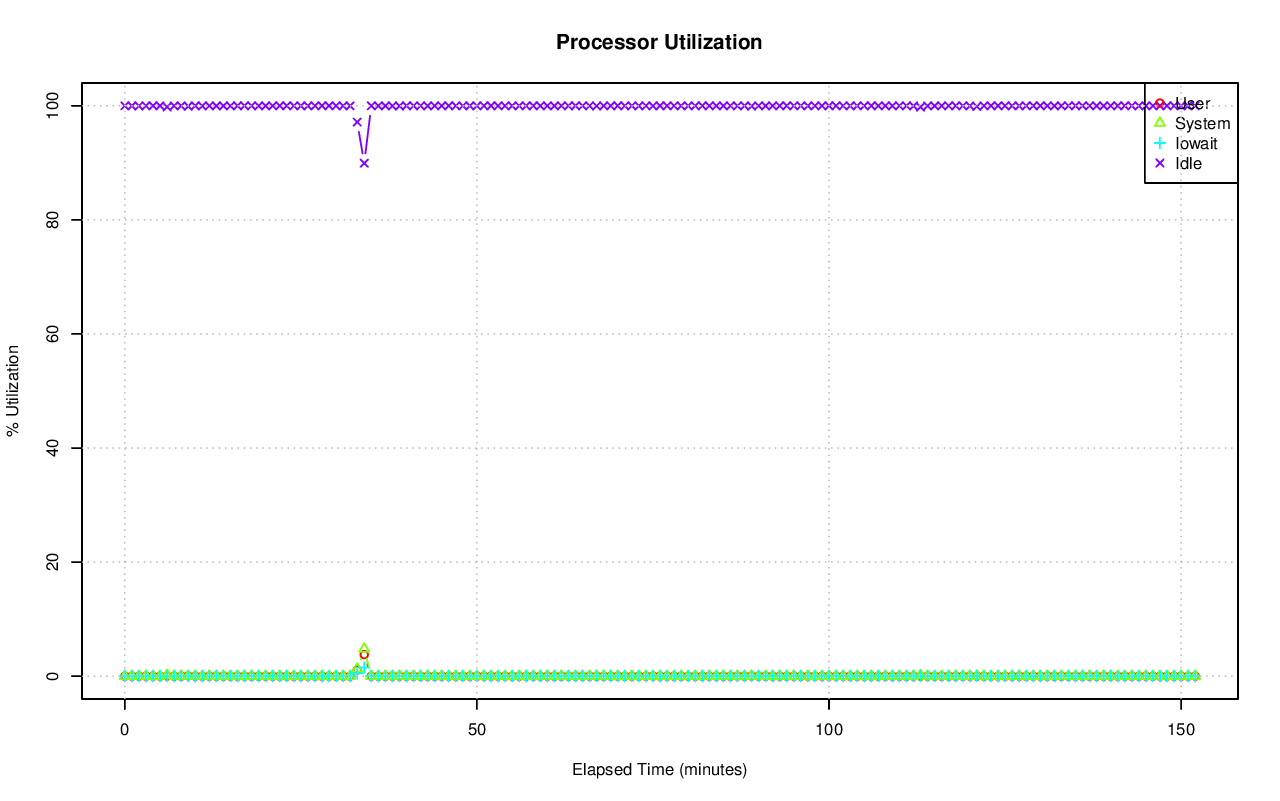 Processor Utilization
100
80
60
40
20
0
% Utilization
User
System
Iowait
Idle
0
50
100
150
Elapsed Time (minutes)